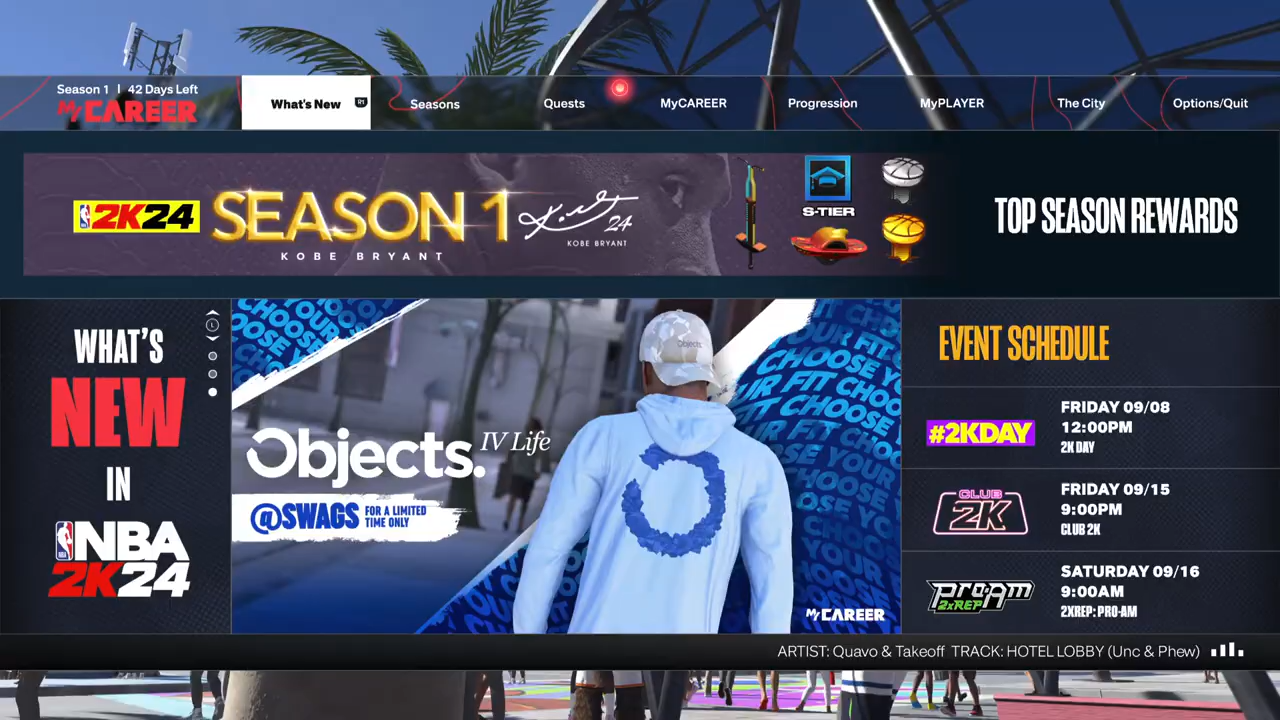 Season 1 | 42 Days Left
MyCAREER
What's New
R1
Seasons
Quests
MyCAREER
Progression
MyPLAYER
The City
Options/Quit
NBA 2K24
SEASON 1
KOBE BRYANT
24
KOBE BRYANT
S-TIER
TOP SEASON REWARDS
WHAT'S
NEW
IN
NBA
2K24
L
CHOOSE YOUR FIT
Objects.
Objects. IV Life
@SWAGS FOR A LIMITED
TIME ONLY
MyCAREER
EVENT SCHEDULE
#2KDAY
FRIDAY 09/08
12:00PM
2K DAY
CLUB
2K
FRIDAY 09/15
9:00PM
CLUB 2K
PRO-AM
2xREP
SATURDAY 09/16
9:00AM
2XREP: PRO-AM
ARTIST: Quavo & Takeoff TRACK: HOTEL LOBBY (Unc & Phew)